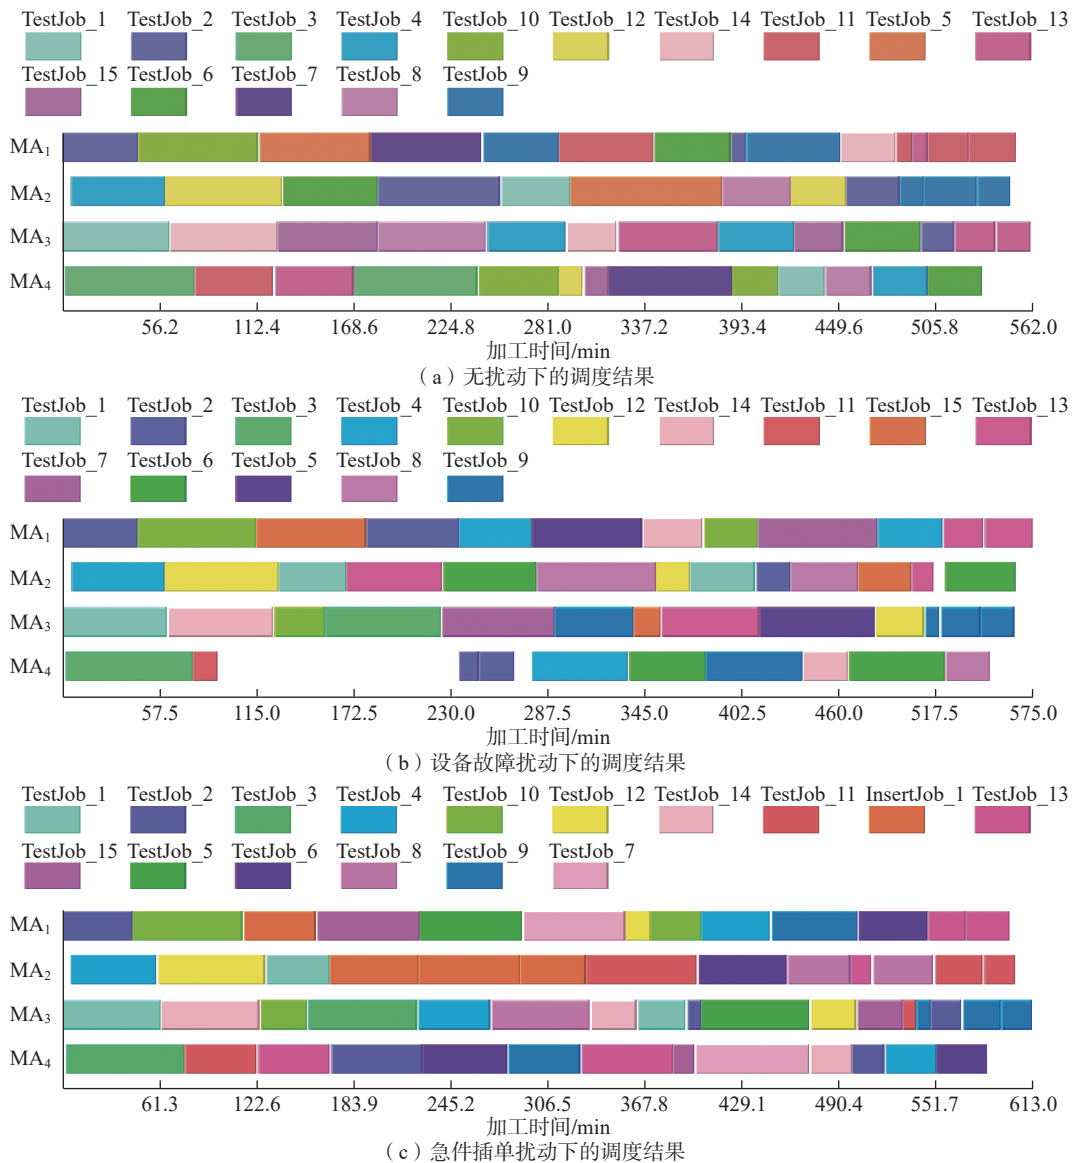 TestJob_1 TestJob_2 TestJob_3 TestJob_4 TestJob_10 TestJob_12 TestJob_14 TestJob_11 TestJob_5 TestJob_13
TestJob_15 TestJob_6 TestJob_7 TestJob_8 TestJob_9
MA1
MA2
MA3
MA4
56.2 112.4 168.6 224.8 281.0 337.2 393.4 449.6 505.8 562.0
加工时间/min
（a）无扰动下的调度结果
TestJob_1 TestJob_2 TestJob_3 TestJob_4 TestJob_10 TestJob_12 TestJob_14 TestJob_11 TestJob_15 TestJob_13
TestJob_7 TestJob_6 TestJob_5 TestJob_8 TestJob_9
MA1
MA2
MA3
MA4
57.5 115.0 172.5 230.0 287.5 345.0 402.5 460.0 517.5 575.0
加工时间/min
（b）设备故障扰动下的调度结果
TestJob_1 TestJob_2 TestJob_3 TestJob_4 TestJob_10 TestJob_12 TestJob_14 TestJob_11 InsertJob_1 TestJob_13
TestJob_15 TestJob_5 TestJob_6 TestJob_8 TestJob_9 TestJob_7
MA1
MA2
MA3
MA4
61.3 122.6 183.9 245.2 306.5 367.8 429.1 490.4 551.7 613.0
加工时间/min
（c）急件插单扰动下的调度结果